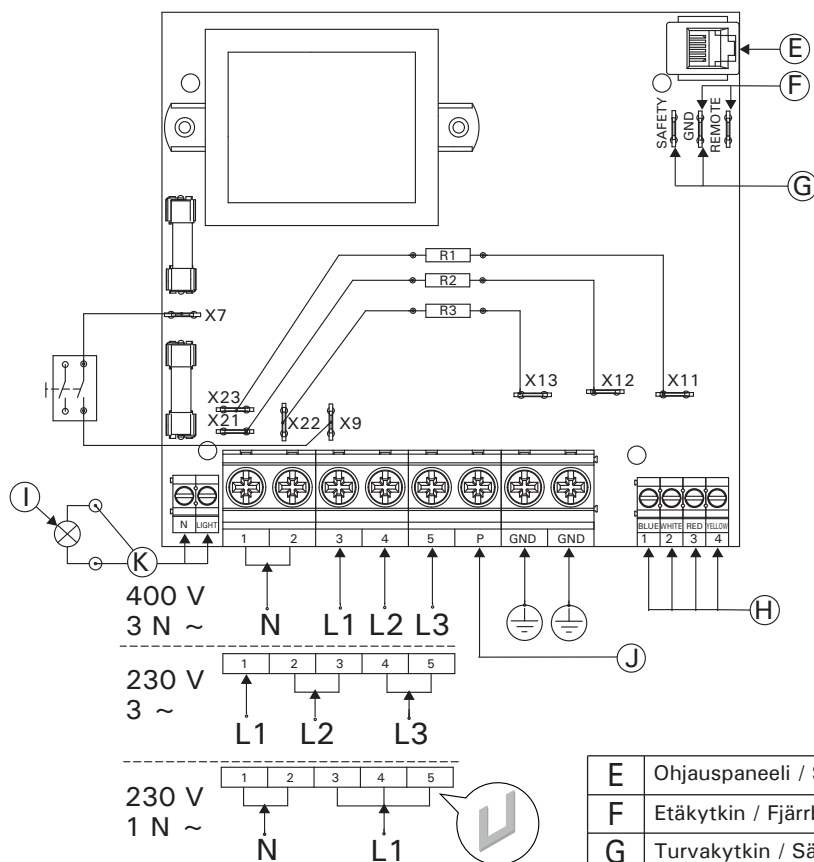 E
F
SAFETY
GND
REMOTE
G
R1
R2
R3
X7
X13
X12
X11
X23
X21
X22
X9
I
N LIGHT
K
1 2 3 4 5 P GND GND
BLUE WHITE RED YELLOW
1 2 3 4
H
J
400 V
3 N ~
N L1 L2 L3
230 V
3 ~
1 2 3 4 5
L1 L2 L3
230 V
1 N ~
1 2 3 4 5
N L1
E Ohjauspaneeli /
F Etäkytkin /
G Turvakytkin /